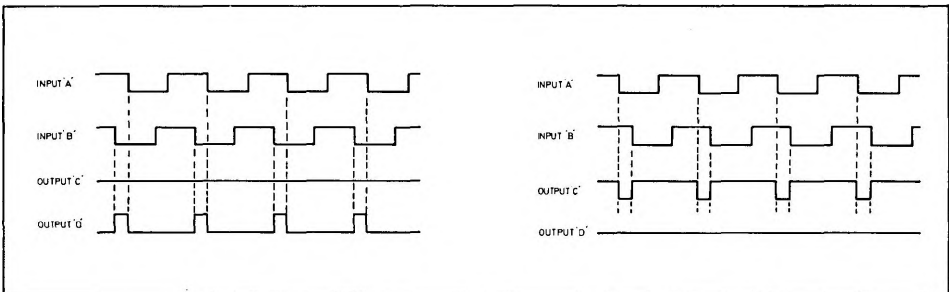 INPUT 'A'
INPUT 'B'
OUTPUT 'C'
OUTPUT 'D'
INPUT 'A'
INPUT 'B'
OUTPUT C'
OUTPUT 'D'